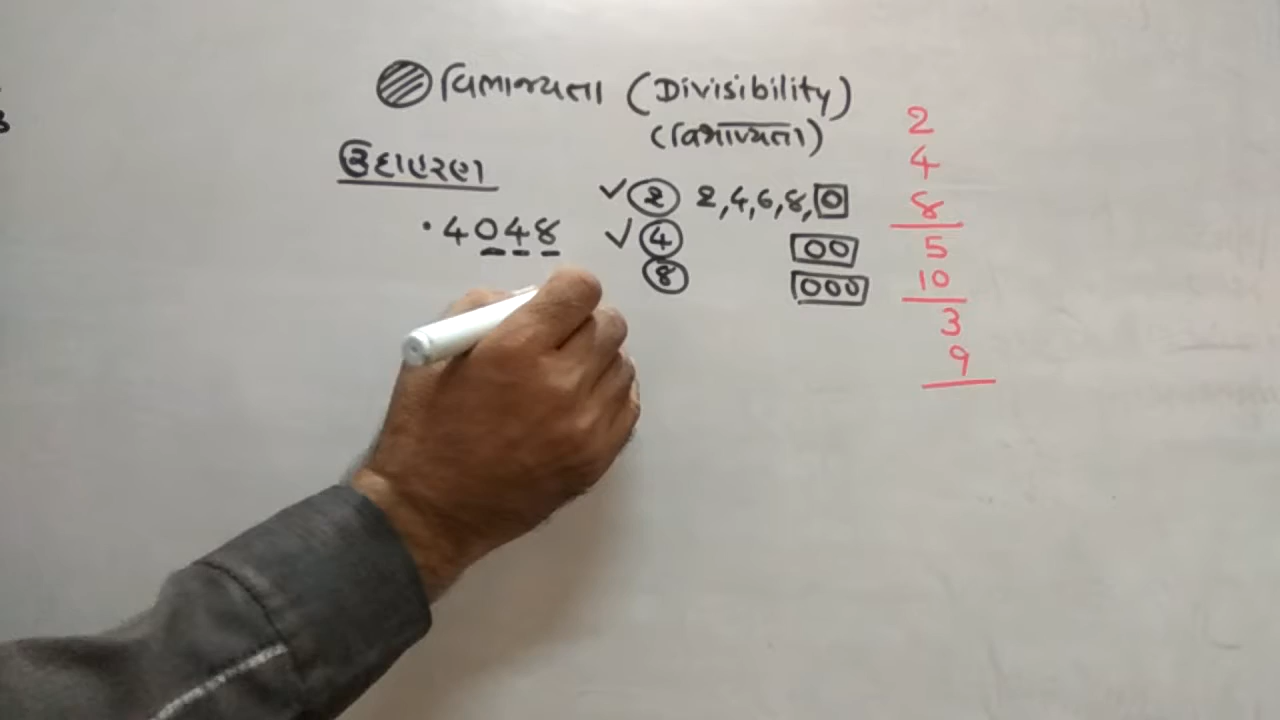 વિભાજ્યતા (Divisibility)
(विभाज्यता)
ઉદાહરણ
.4048
✓ 2 2,4,6,8,0
✓ 4 00
8 000
2
4
8
5
10
3
9